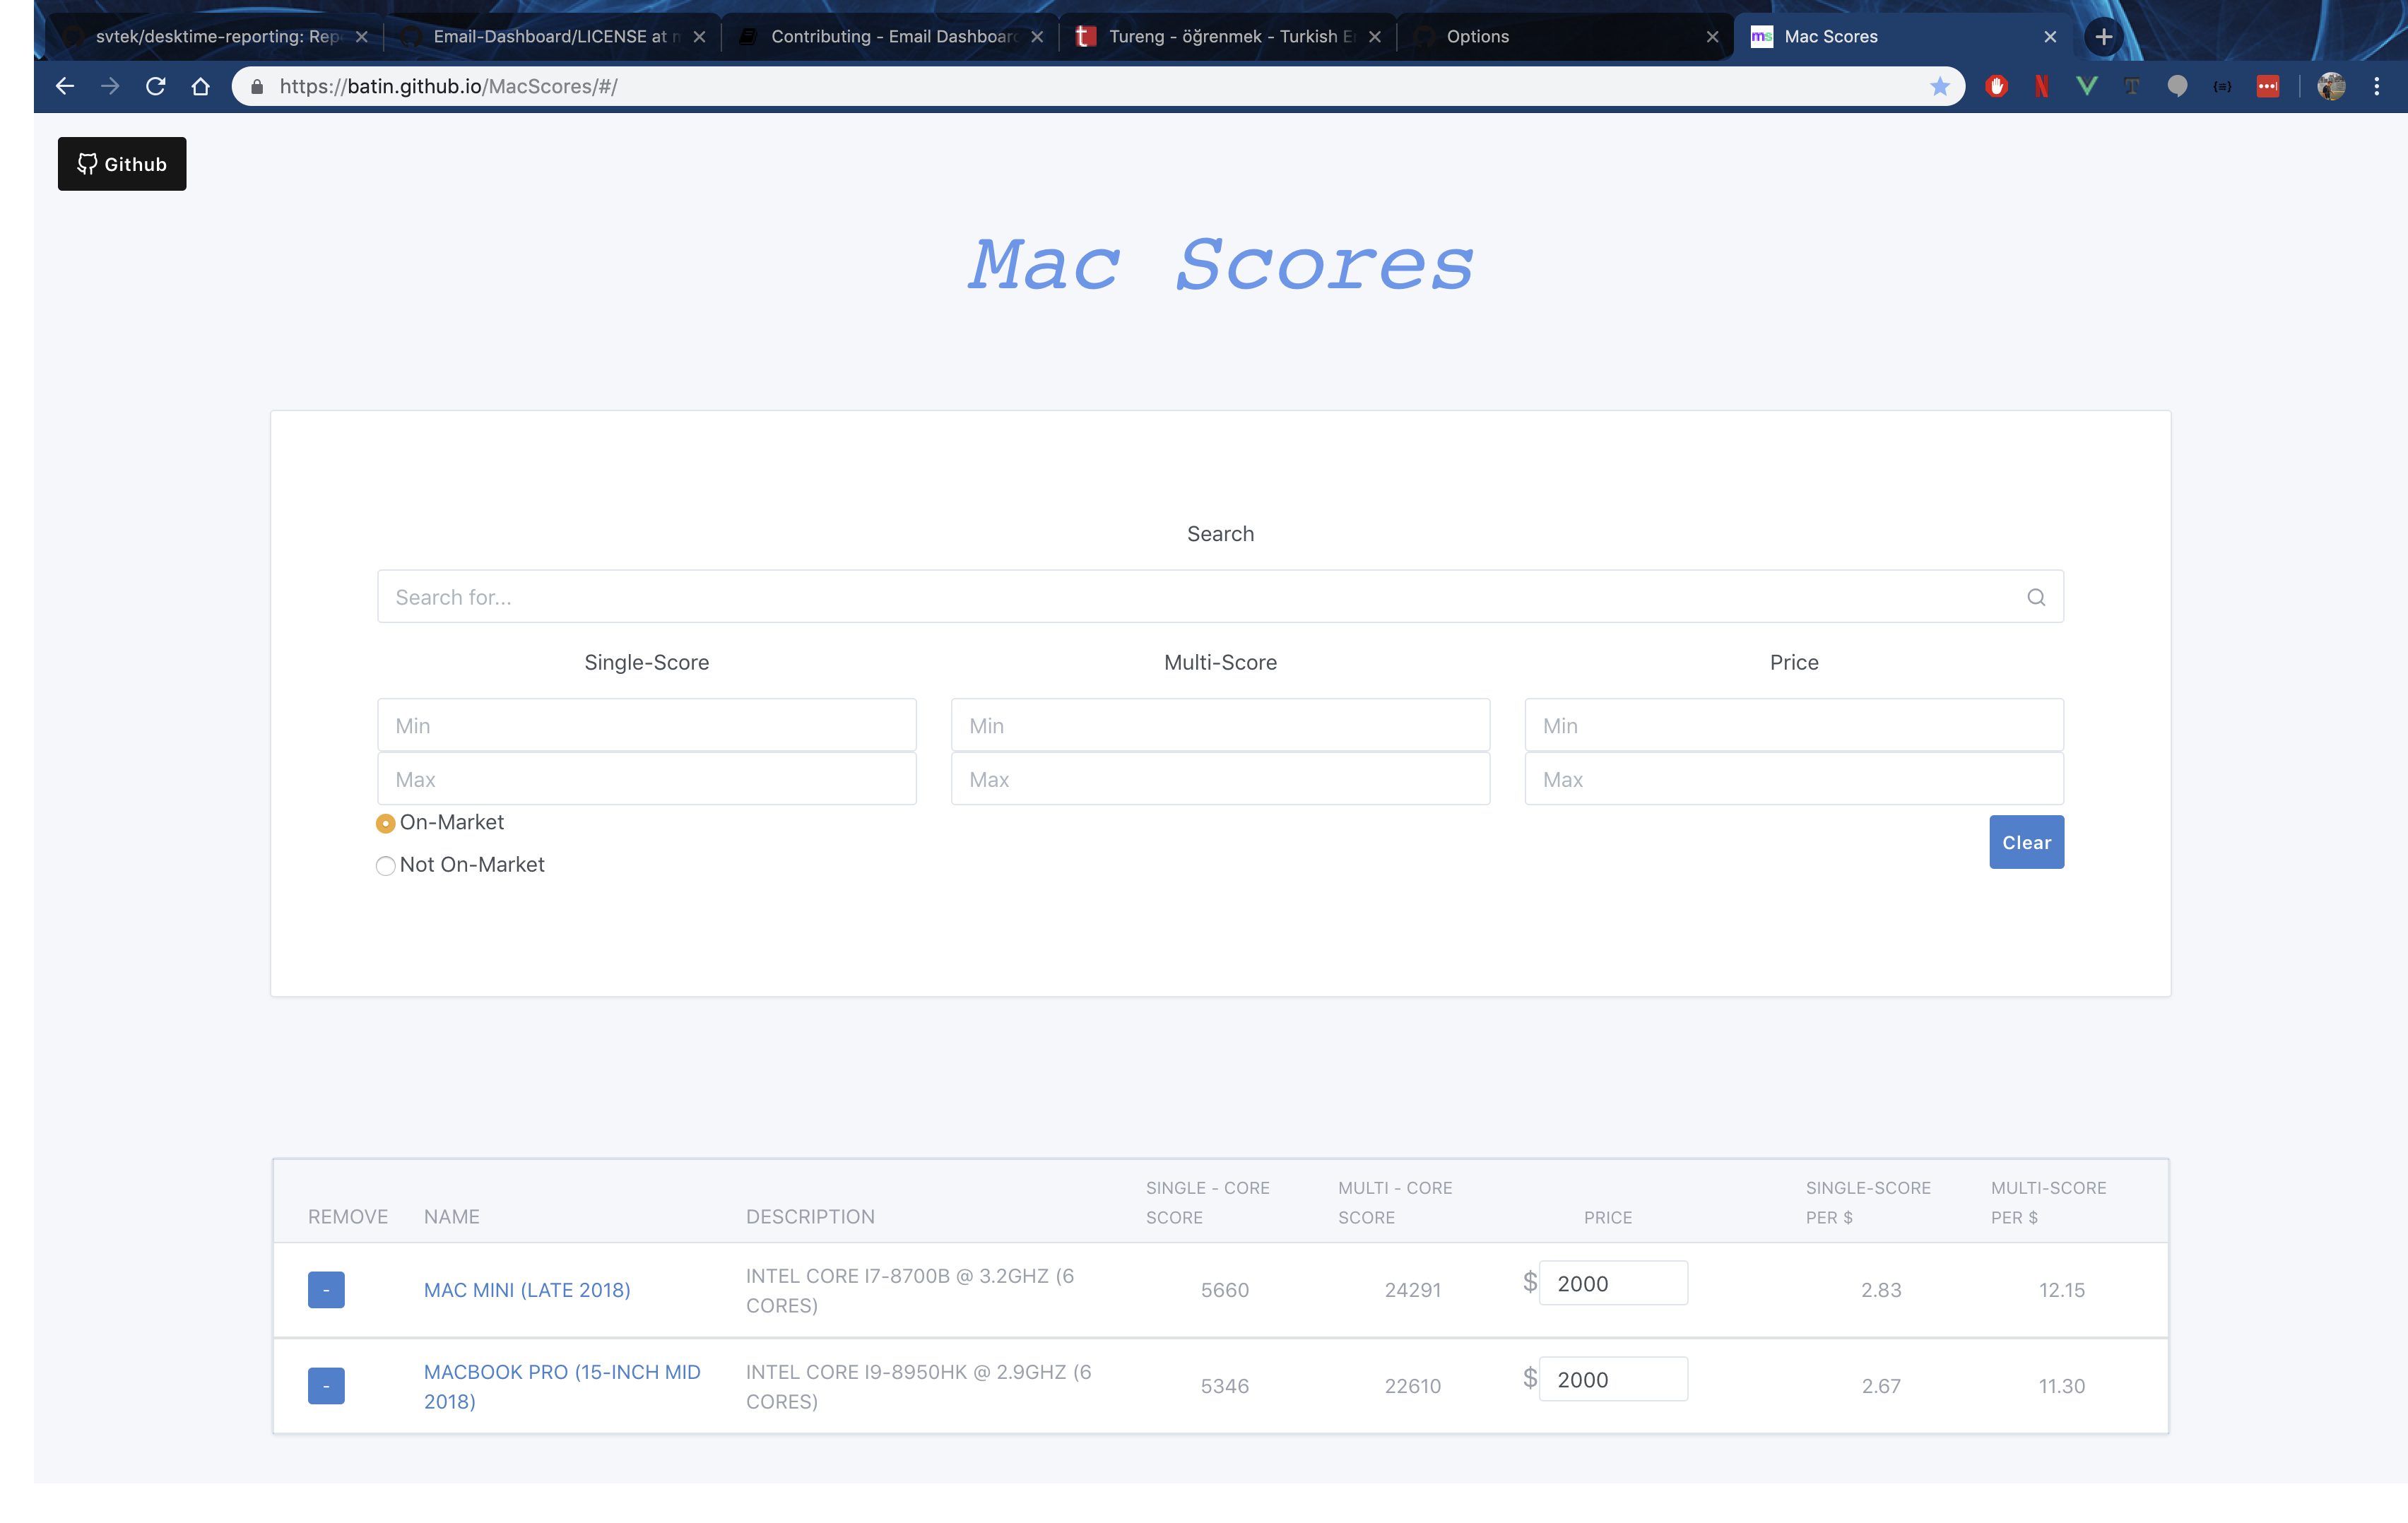 svtek/desktime-reporting: Rep
Email-Dashboard/LICENSE at m
Contributing - Email Dashboard
Tureng - öğrenmek - Turkish E
Options
Mac Scores
https://batin.github.io/MacScores/#/
Github
Mac Scores
Search
Search for...
Single-Score
Multi-Score
Price
Min
Min
Min
Max
Max
Max
On-Market
Clear
Not On-Market
REMOVE NAME DESCRIPTION SINGLE - CORE SCORE MULTI - CORE SCORE PRICE SINGLE-SCORE PER $ MULTI-SCORE PER $
- MAC MINI (LATE 2018) INTEL CORE I7-8700B @ 3.2GHZ (6 CORES) 5660 24291 $ 2000 2.83 12.15
- MACBOOK PRO (15-INCH MID 2018) INTEL CORE I9-8950HK @ 2.9GHZ (6 CORES) 5346 22610 $ 2000 2.67 11.30